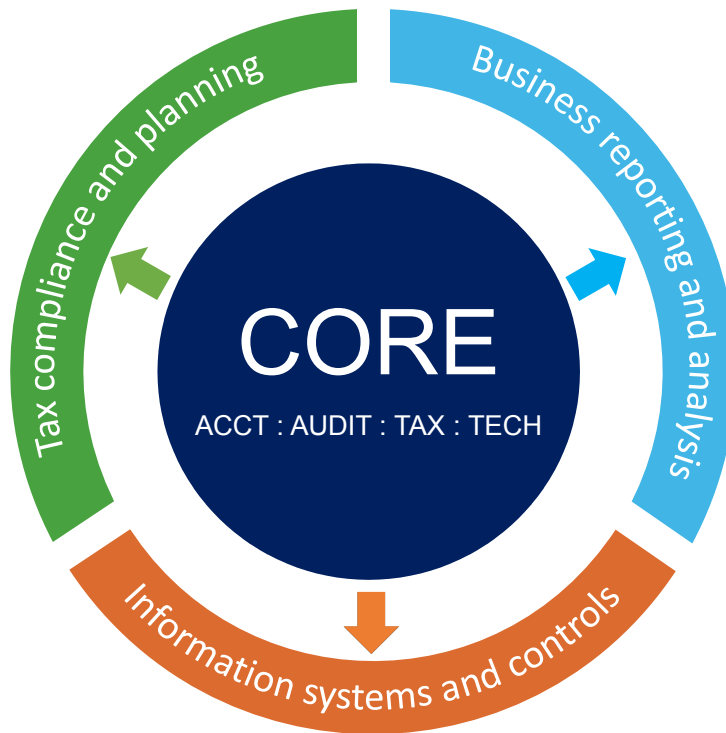 CORE
ACCT : AUDIT : TAX : TECH
Tax compliance and planning
Business reporting and analysis
Information systems and controls